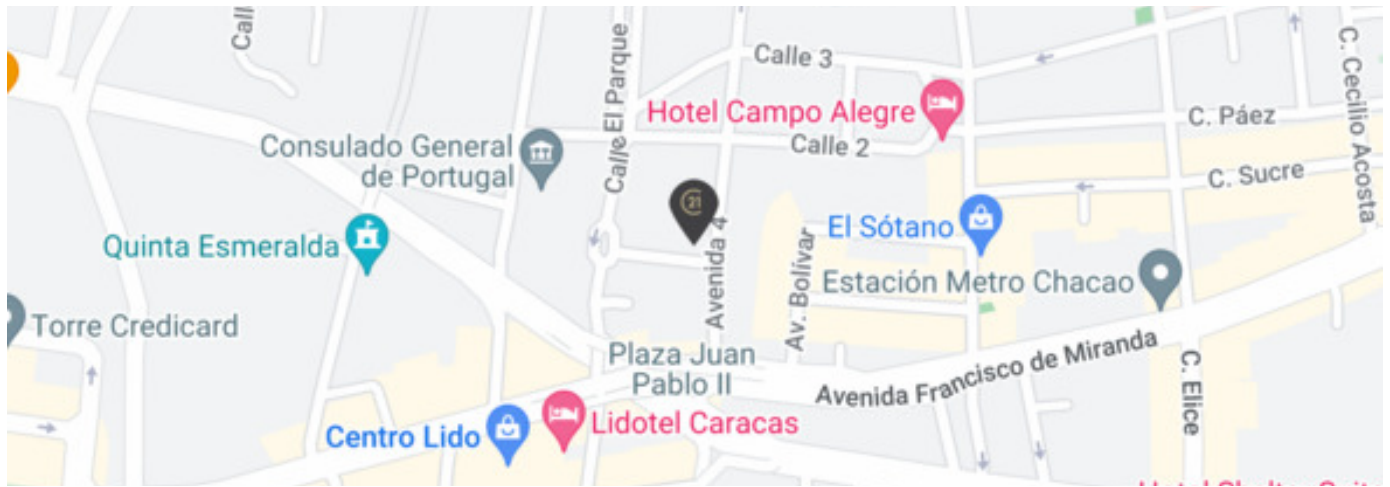 Call
Calle El Parque
Calle 3
C. Cecilio Acosta
Hotel Campo Alegre
C. Páez
Consulado General
de Portugal
Calle 2
C. Sucre
21
Quinta Esmeralda
Avenida 4
Av. Bolívar
El Sótano
Estación Metro Chacao
Torre Credicard
Plaza Juan
Pablo II
Avenida Francisco de Miranda
C. Elice
Centro Lido
Lidotel Caracas